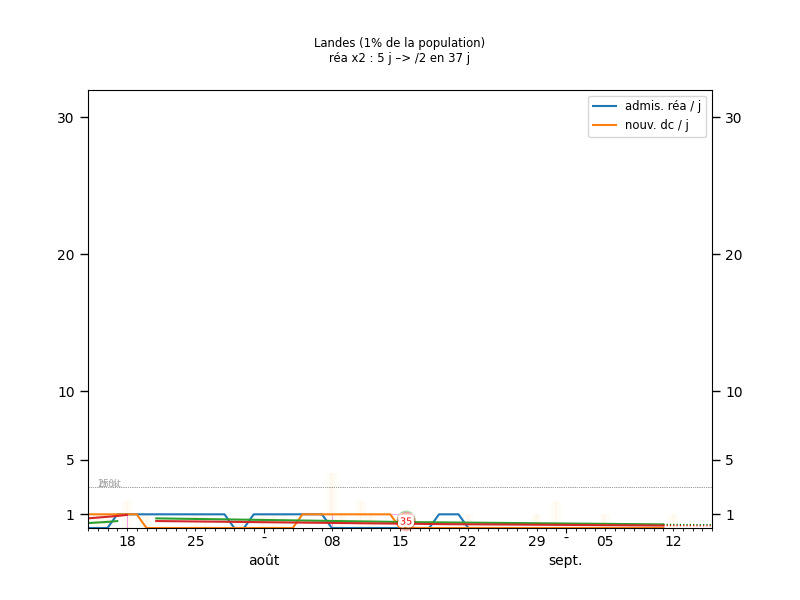 Landes (1% de la population)
réa x2 : 5 j –> /2 en 37 j
admis. réa / j
nouv. dc / j
30 30
20 20
10 10
5 5
1 1
35
18 25 - 08 15 22 29 - 05 12
août sept.